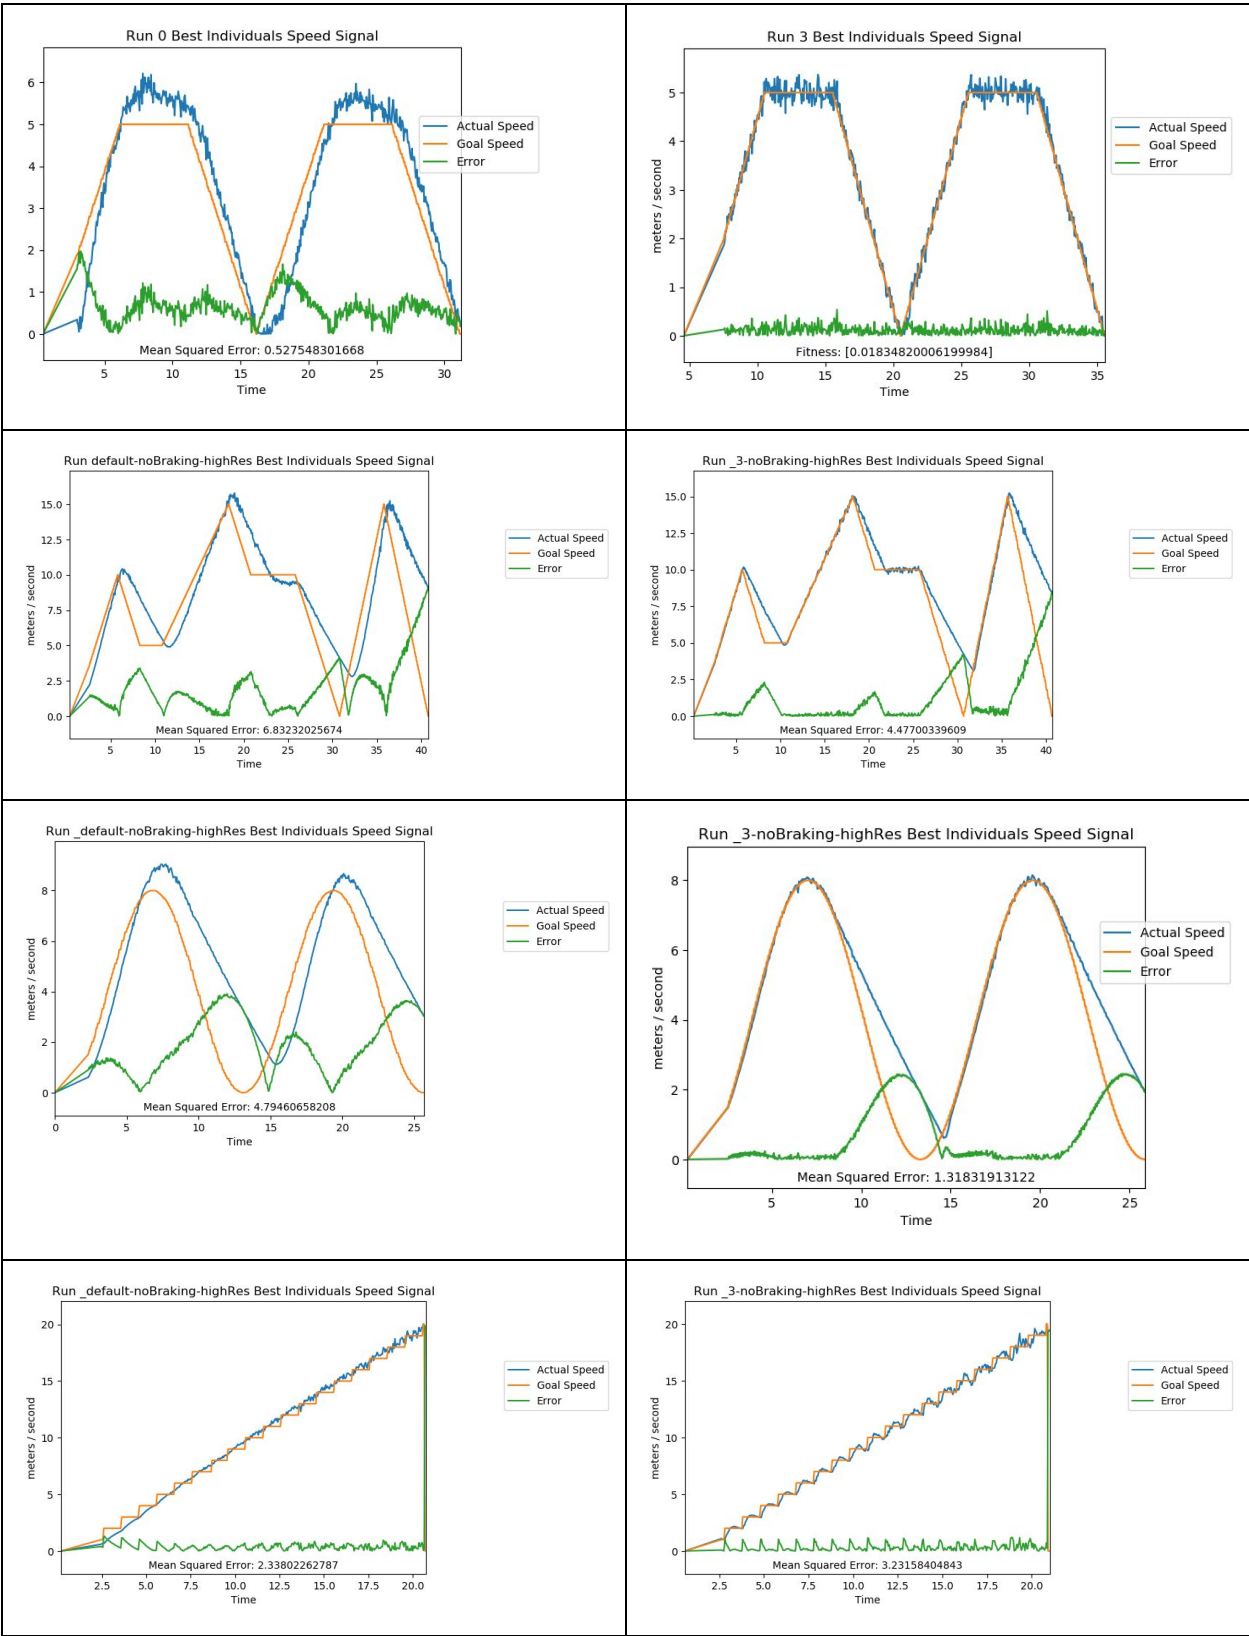 Run 0 Best Individuals Speed Signal
6
5
4
3
2
1
0
Actual Speed
Goal Speed
Error
Mean Squared Error: 0.527548301668
5 10 15 20 25 30
Time
Run 3 Best Individuals Speed Signal
meters / second
5
4
3
2
1
0
Actual Speed
Goal Speed
Error
Fitness: [0.01834820006199984]
5 10 15 20 25 30 35
Time
Run default-noBraking-highRes Best Individuals Speed Signal
meters / second
15.0
12.5
10.0
7.5
5.0
2.5
0.0
Actual Speed
Goal Speed
Error
Mean Squared Error: 6.83232025674
5 10 15 20 25 30 35 40
Time
Run _3-noBraking-highRes Best Individuals Speed Signal
meters / second
15.0
12.5
10.0
7.5
5.0
2.5
0.0
Actual Speed
Goal Speed
Error
Mean Squared Error: 4.47700339609
5 10 15 20 25 30 35 40
Time
Run _default-noBraking-highRes Best Individuals Speed Signal
meters / second
8
6
4
2
0
Actual Speed
Goal Speed
Error
Mean Squared Error: 4.79460658208
0 5 10 15 20 25
Time
Run _3-noBraking-highRes Best Individuals Speed Signal
meters / second
8
6
4
2
0
Actual Speed
Goal Speed
Error
Mean Squared Error: 1.31831913122
5 10 15 20 25
Time
Run _default-noBraking-highRes Best Individuals Speed Signal
meters / second
20
15
10
5
0
Actual Speed
Goal Speed
Error
Mean Squared Error: 2.33802262787
2.5 5.0 7.5 10.0 12.5 15.0 17.5 20.0
Time
Run _3-noBraking-highRes Best Individuals Speed Signal
meters / second
20
15
10
5
0
Actual Speed
Goal Speed
Error
Mean Squared Error: 3.23158404843
2.5 5.0 7.5 10.0 12.5 15.0 17.5 20.0
Time